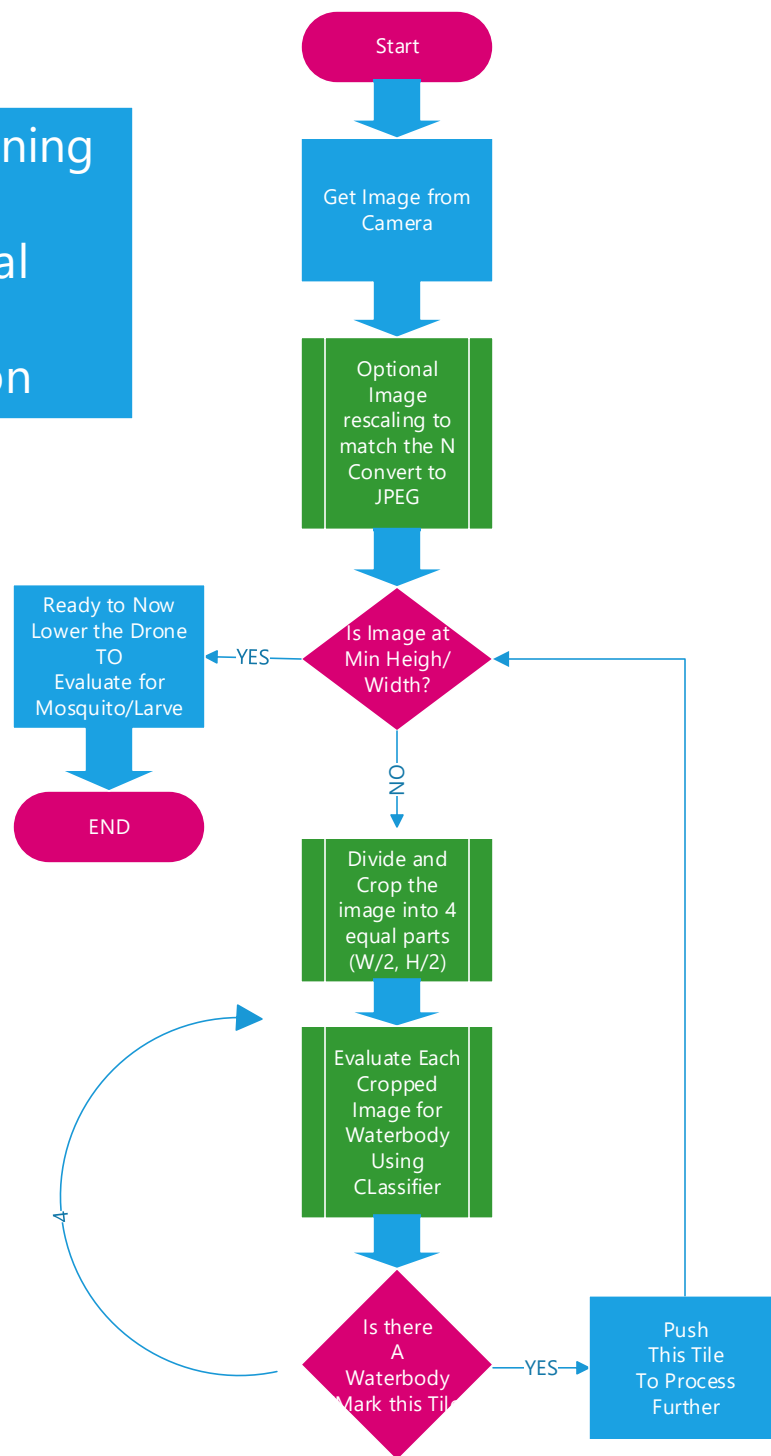 Start
ning
al
on
Get Image from
Camera
Optional
Image
rescaling to
match the N
Convert to
JPEG
Is Image at
Min Heigh/
Width?
YES
Ready to Now
Lower the Drone
TO
Evaluate for
Mosquito/Larve
END
NO
Divide and
Crop the
image into 4
equal parts
(W/2, H/2)
Evaluate Each
Cropped
Image for
Waterbody
Using
CLassifier
4
Is there
A
Waterbody
Mark this Tile
YES
Push
This Tile
To Process
Further